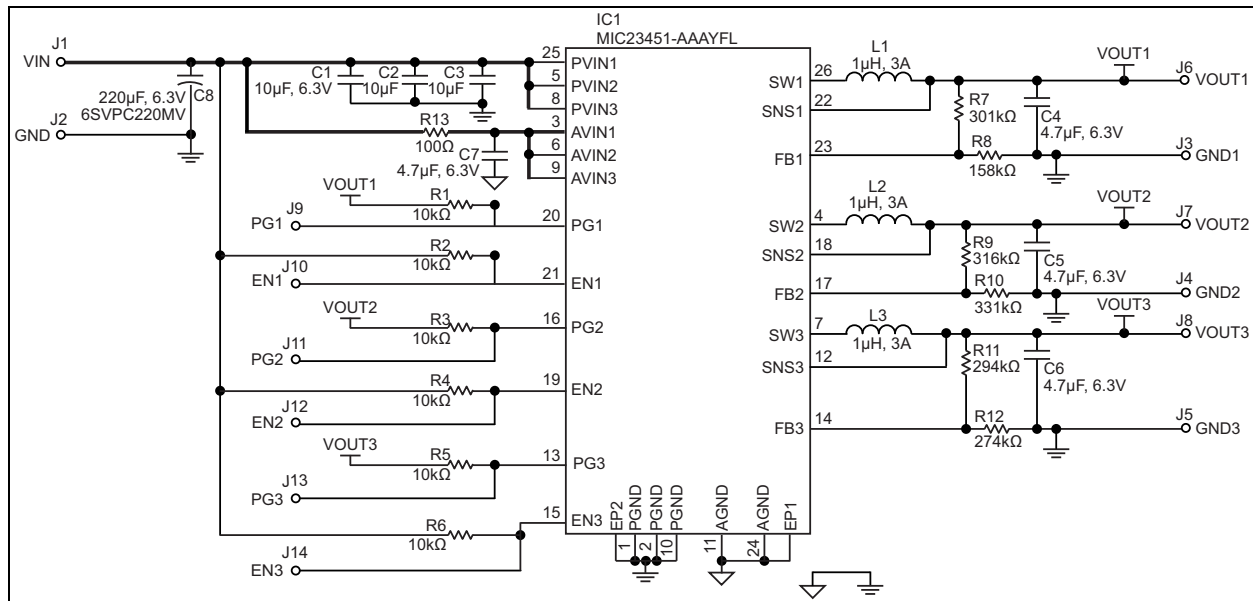 IC1
MIC23451-AAAYFL
J1
VIN
220µF, 6.3V
6SVPC220MV
C8
J2
GND
C1
10µF, 6.3V
C2
10µF
C3
10µF
R13
100Ω
C7
4.7µF, 6.3V
25
PVIN1
5
PVIN2
8
PVIN3
3
AVIN1
6
AVIN2
9
AVIN3
VOUT1
R1
10kΩ
J9
PG1
20
PG1
R2
10kΩ
J10
EN1
21
EN1
VOUT2
R3
10kΩ
J11
PG2
16
PG2
R4
10kΩ
J12
EN2
19
EN2
VOUT3
R5
10kΩ
J13
PG3
13
PG3
R6
10kΩ
J14
EN3
15
EN3
EP2
PGND
1
PGND
2
PGND
10
AGND
11
AGND
24
EP1
SW1
26
L1
1µH, 3A
SNS1
22
FB1
23
R7
301kΩ
R8
158kΩ
C4
4.7µF, 6.3V
VOUT1
J6
VOUT1
J3
GND1
SW2
4
L2
1µH, 3A
SNS2
18
FB2
17
R9
316kΩ
R10
331kΩ
C5
4.7µF, 6.3V
VOUT2
J7
VOUT2
J4
GND2
SW3
7
L3
1µH, 3A
SNS3
12
FB3
14
R11
294kΩ
R12
274kΩ
C6
4.7µF, 6.3V
VOUT3
J8
VOUT3
J5
GND3